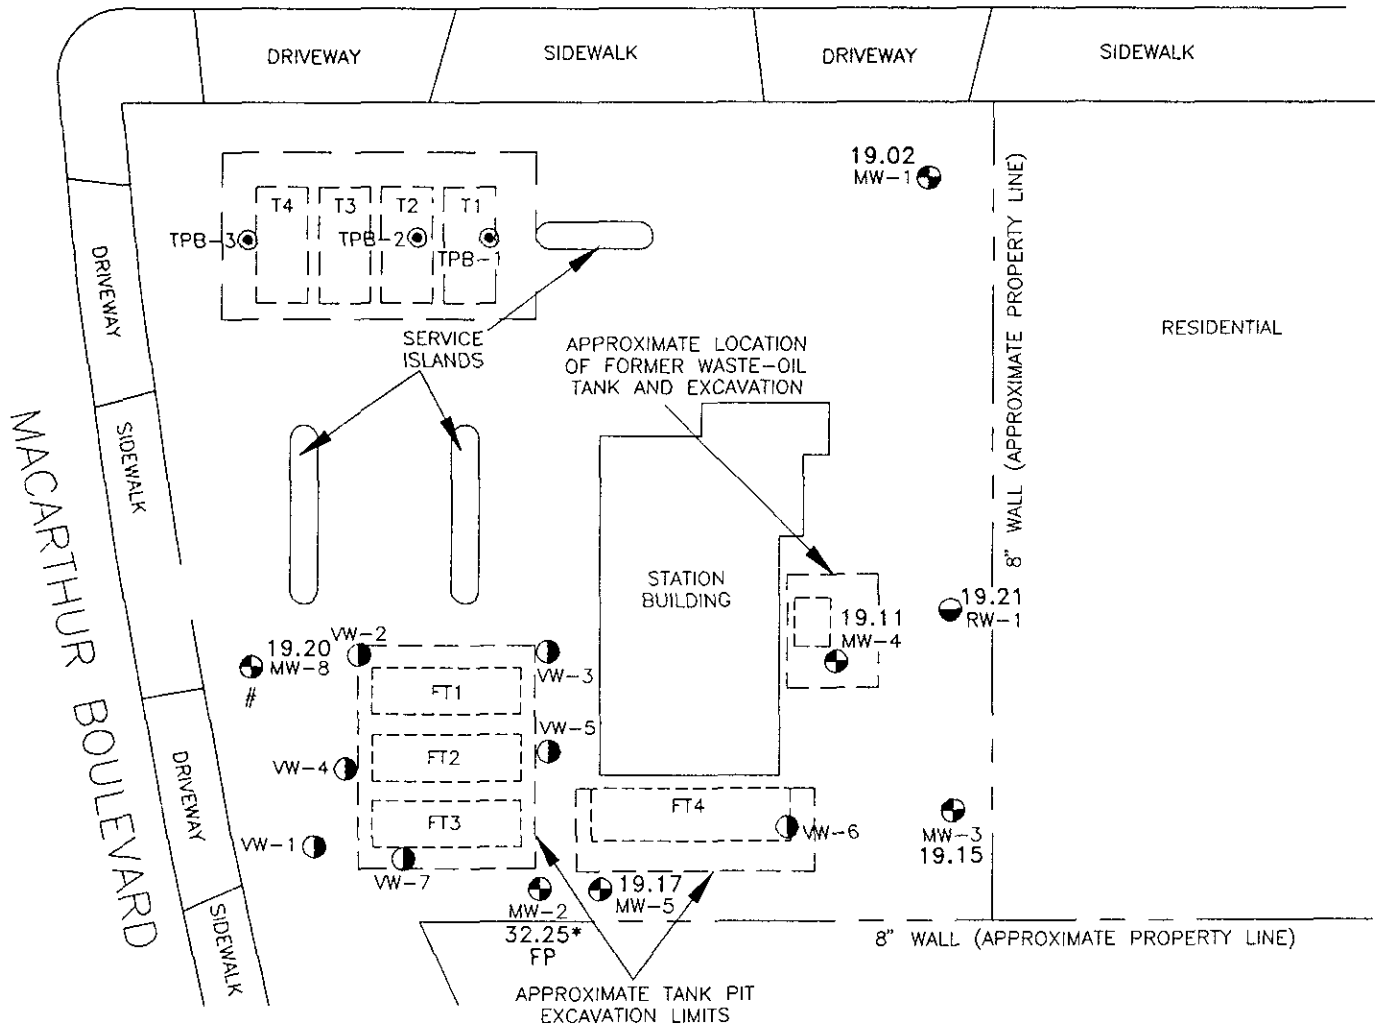 DRIVEWAY
SIDEWALK
DRIVEWAY
SIDEWALK
19.02
MW-1
T4
T3
T2
T1
TPB-3
TPB-2
TPB-1
DRIVEWAY
8" WALL (APPROXIMATE PROPERTY LINE)
RESIDENTIAL
SERVICE
ISLANDS
APPROXIMATE LOCATION
OF FORMER WASTE-OIL
TANK AND EXCAVATION
SIDEWALK
MACARTHUR BOULEVARD
STATION
BUILDING
19.21
RW-1
19.11
MW-4
19.20
MW-8
#
VW-2
VW-3
FT1
VW-5
FT2
VW-4
DRIVEWAY
FT3
FT4
VW-6
MW-3
19.15
VW-1
VW-7
MW-2
32.25*
FP
19.17
MW-5
SIDEWALK
8" WALL (APPROXIMATE PROPERTY LINE)
APPROXIMATE TANK PIT
EXCAVATION LIMITS